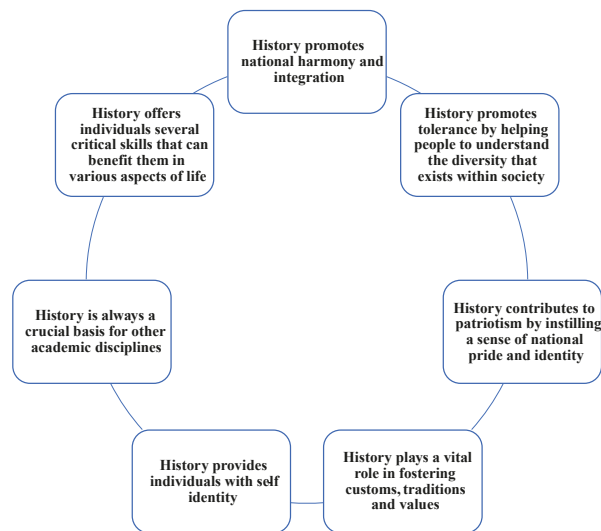 History promotes
national harmony and
integration
History promotes
tolerance by helping
people to understand
the diversity that
exists within society
History contributes to
patriotism by instilling
a sense of national
pride and identity
History plays a vital
role in fostering
customs, traditions
and values
History provides
individuals with self
identity
History is always a
crucial basis for other
academic disciplines
History offers
individuals several
critical skills that can
benefit them in
various aspects of life